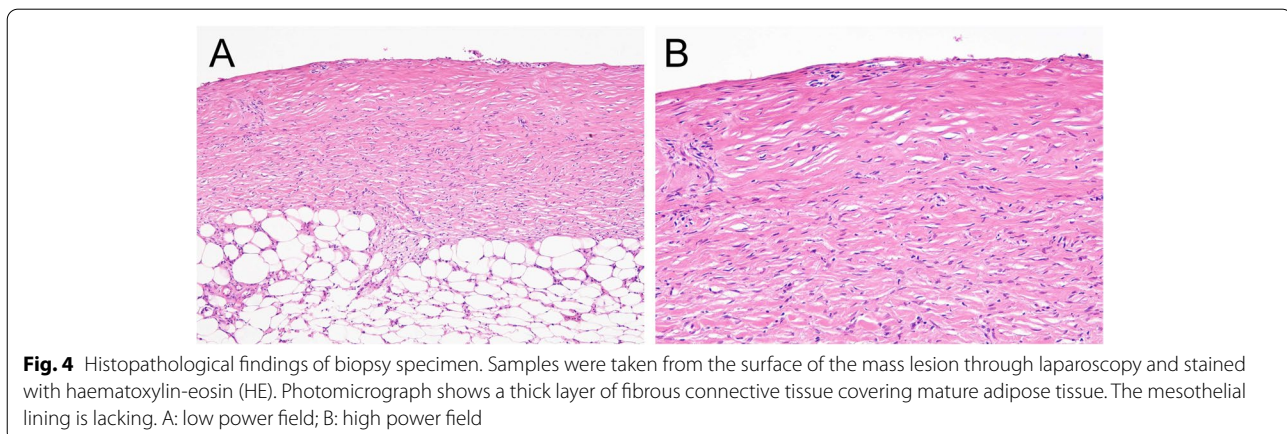 A
B
Fig. 4 Histopathological findings of biopsy specimen. Samples were taken from the surface of the mass lesion through laparoscopy and stained
with haematoxylin-eosin (HE). Photomicrograph shows a thick layer of fibrous connective tissue covering mature adipose tissue. The mesothelial
lining is lacking. A: low power field; B: high power field